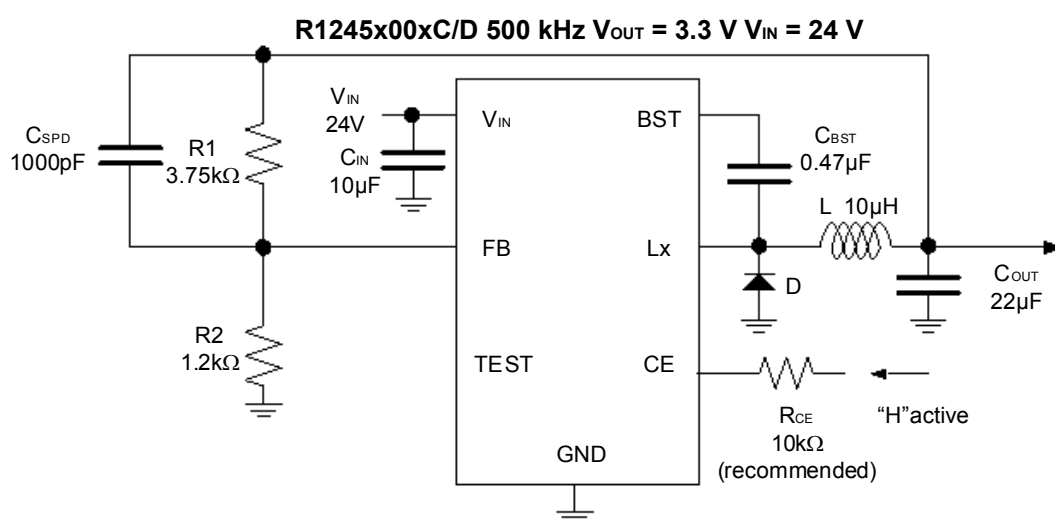 R1245x00xC/D 500 kHz VOUT = 3.3 V VIN = 24 V
CSPD
1000pF
R1
3.75kΩ
VIN
24V
CIN
10µF
VIN
BST
CBST
0.47µF
L 10µH
FB
Lx
D
COUT
22µF
R2
1.2kΩ
TEST
CE
RCE
10kΩ
(recommended)
“H”active
GND